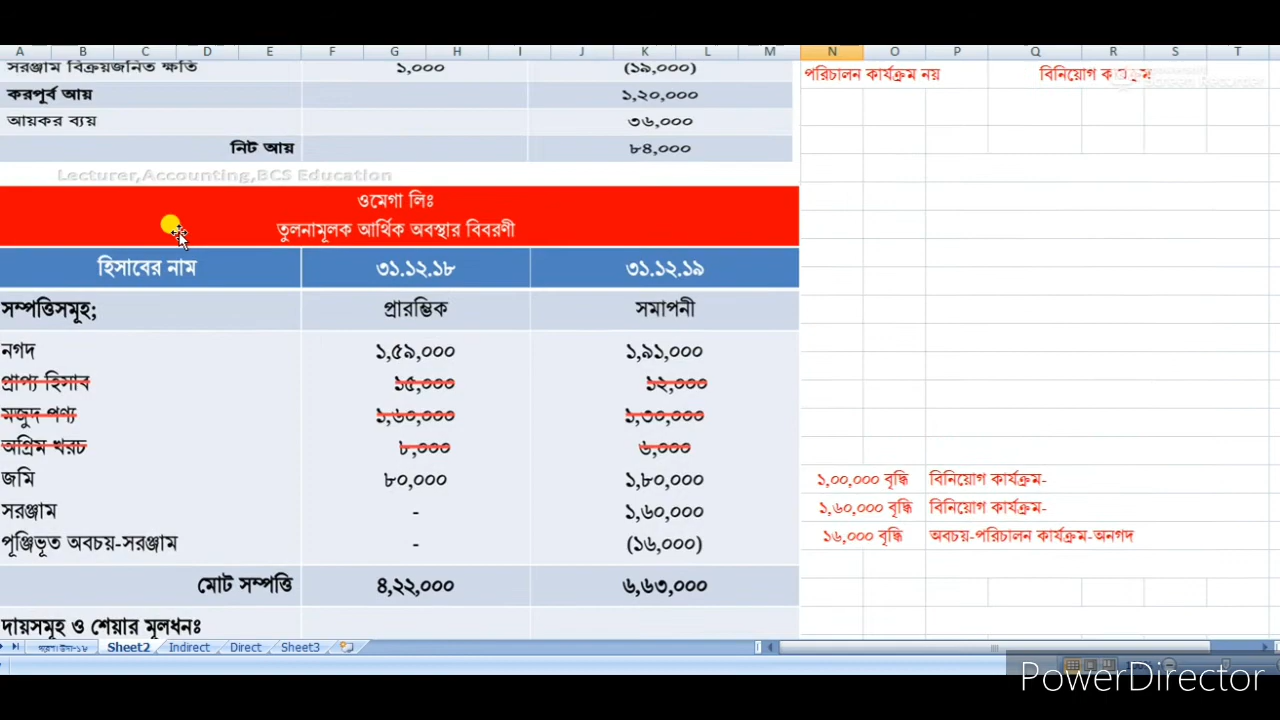 A B C D E F G H I J K L M N O P Q R S T
সরঞ্জাম বিক্রয়জনিত ক্ষতি ১,০০০ (১৯,০০০) পরিচালন কার্যক্রম নয় বিনিয়োগ কার্যক্রম
করপূর্ব আয় ১,২০,০০০
আয়কর ব্যয় ৩৬,০০০
নিট আয় ৮৪,০০০
Lecturer,Accounting,BCS Education
ওমেগা লিঃ
তুলনামূলক আর্থিক অবস্থার বিবরণী
হিসাবের নাম ৩১.১২.১৮ ৩১.১২.১৯
সম্পত্তিসমূহ; প্রারম্ভিক সমাপনী
নগদ ১,৫৯,০০০ ১,৯১,০০০
প্রাপ্য হিসাব ১৫,০০০ ১২,০০০
মজুদ পণ্য ১,৬০,০০০ ১,৩০,০০০
অগ্রিম খরচ ৮,০০০ ৬,০০০
জমি ৮০,০০০ ১,৮০,০০০ ১,০০,০০০ বৃদ্ধি বিনিয়োগ কার্যক্রম-
সরঞ্জাম - ১,৬০,০০০ ১,৬০,০০০ বৃদ্ধি বিনিয়োগ কার্যক্রম-
পূঞ্জিভূত অবচয়-সরঞ্জাম - (১৬,০০০) ১৬,০০০ বৃদ্ধি অবচয়-পরিচালন কার্যক্রম-অনগদ
মোট সম্পত্তি ৪,২২,০০০ ৬,৬৩,০০০
দায়সমূহ ও শেয়ার মূলধনঃ
Sheet2 Indirect Direct Sheet3
PowerDirector